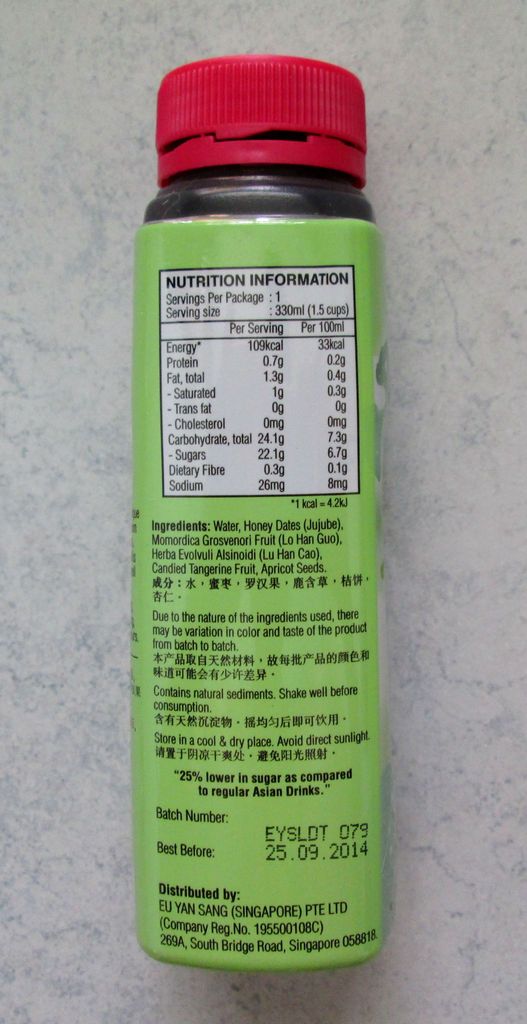 NUTRITION INFORMATION
Servings Per Package : 1
Serving size : 330ml (1.5 cups)
Per Serving Per 100ml
Energy* 109kcal 33kcal
Protein 0.7g 0.2g
Fat, total 1.3g 0.4g
- Saturated 1g 0.3g
- Trans fat 0g 0g
- Cholesterol 0mg 0mg
Carbohydrate, total 24.1g 7.3g
- Sugars 22.1g 6.7g
Dietary Fibre 0.3g 0.1g
Sodium 26mg 8mg
*1 kcal = 4.2kJ
Ingredients: Water, Honey Dates (Jujube),
Momordica Grosvenori Fruit (Lo Han Guo),
Herba Evolvuli Alsinoidi (Lu Han Cao),
Candied Tangerine Fruit, Apricot Seeds.
成分：水，蜜枣，罗汉果，鹿含草，桔饼，
杏仁。
Due to the nature of the ingredients used, there
may be variation in color and taste of the product
from batch to batch.
本产品取自天然材料，故每批产品的颜色和
味道可能会有少许差异。
Contains natural sediments. Shake well before
consumption.
含有天然沉淀物。摇均匀后即可饮用。
Store in a cool & dry place. Avoid direct sunlight.
请置于阴凉干爽处。避免阳光照射。
"25% lower in sugar as compared
to regular Asian Drinks."
Batch Number: EYSLDT 079
Best Before: 25.09.2014
Distributed by:
EU YAN SANG (SINGAPORE) PTE LTD
(Company Reg.No. 195500108C)
269A, South Bridge Road, Singapore 058818.